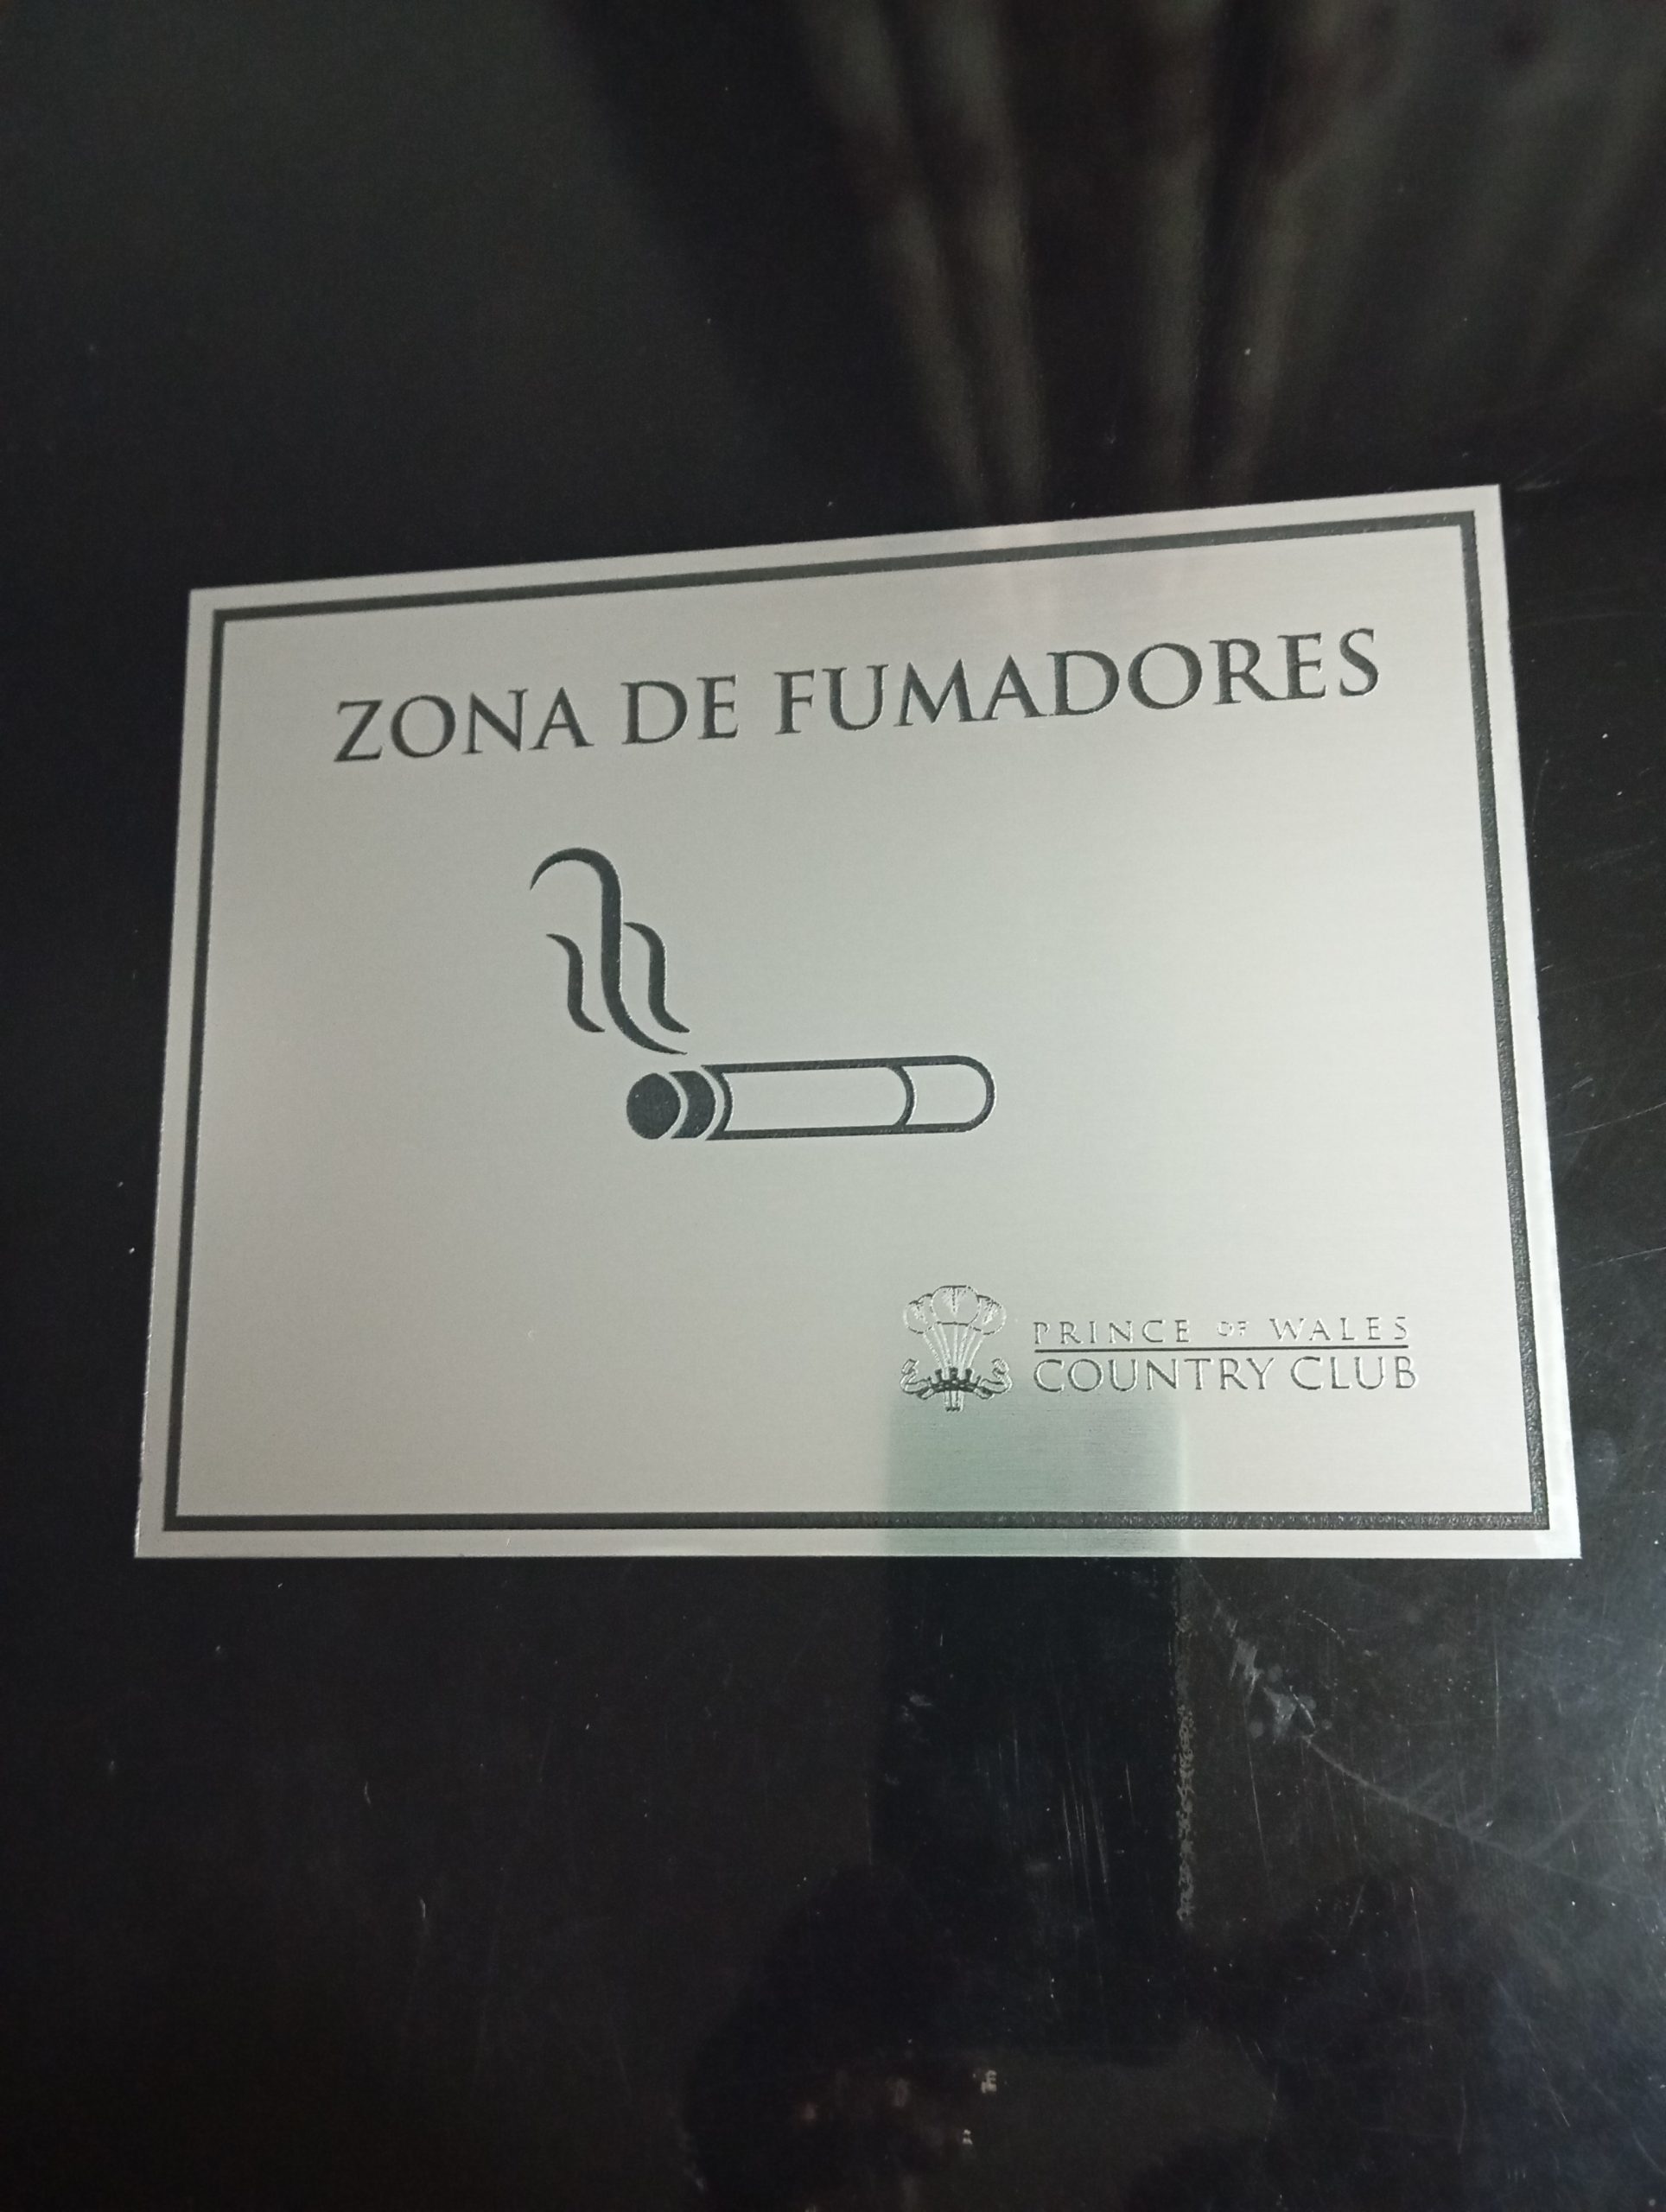 ZONA DE FUMADORES
PRINCE OF WALES
COUNTRY CLUB